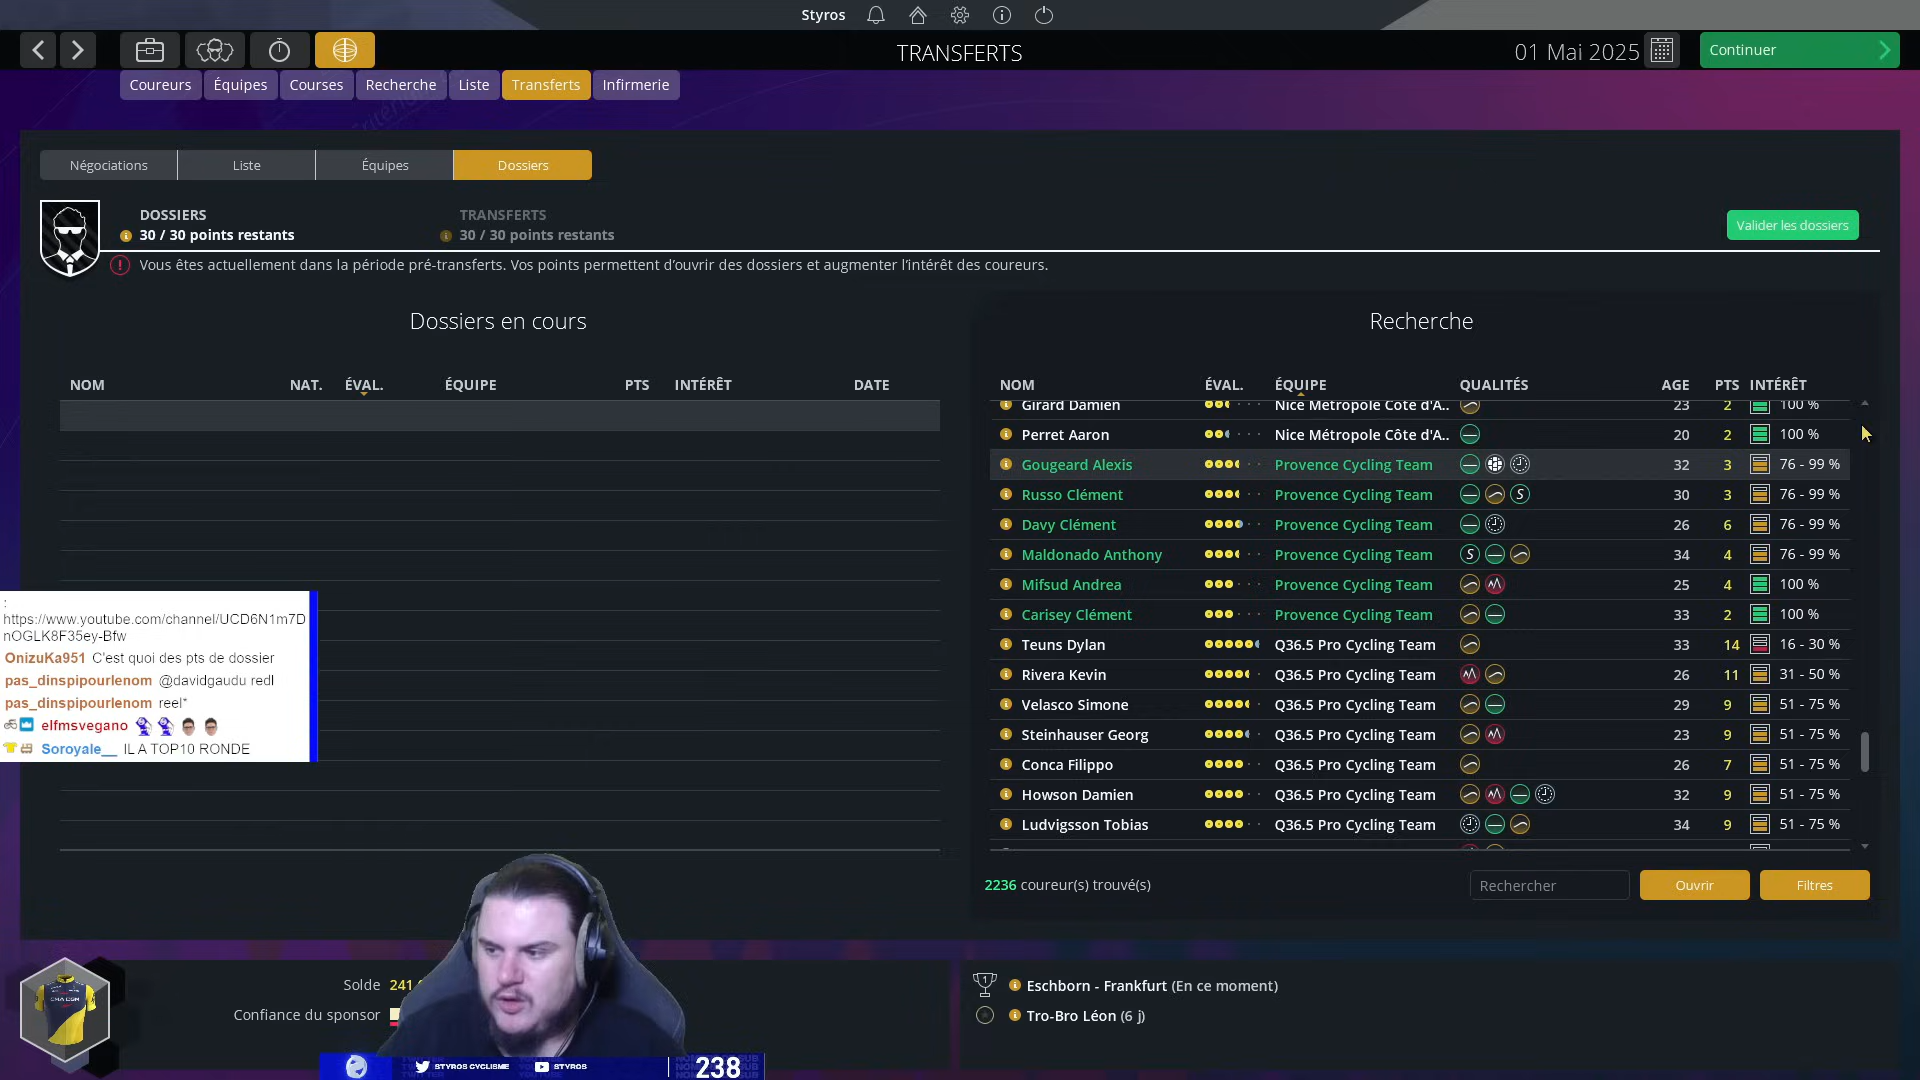 Styros
TRANSFERTS
01 Mai 2025
Continuer
Coureurs
Équipes
Courses
Recherche
Liste
Transferts
Infirmerie
Négociations
Liste
Équipes
Dossiers
DOSSIERS
30 / 30 points restants
TRANSFERTS
30 / 30 points restants
Valider les dossiers
Vous êtes actuellement dans la période pré-transferts. Vos points permettent d'ouvrir des dossiers et augmenter l'intérêt des coureurs.
Dossiers en cours
NOM NAT. ÉVAL. ÉQUIPE PTS INTÉRÊT DATE
Recherche
NOM ÉVAL. ÉQUIPE QUALITÉS AGE PTS INTÉRÊT
Girard Damien Nice Métropole Côte d'A.. 23 2 100 %
Perret Aaron Nice Métropole Côte d'A.. 20 2 100 %
Gougeard Alexis Provence Cycling Team 32 3 76 - 99 %
Russo Clément Provence Cycling Team S 30 3 76 - 99 %
Davy Clément Provence Cycling Team 26 6 76 - 99 %
Maldonado Anthony Provence Cycling Team S 34 4 76 - 99 %
Mifsud Andrea Provence Cycling Team 25 4 100 %
Carisey Clément Provence Cycling Team 33 2 100 %
Teuns Dylan Q36.5 Pro Cycling Team 33 14 16 - 30 %
Rivera Kevin Q36.5 Pro Cycling Team 26 11 31 - 50 %
Velasco Simone Q36.5 Pro Cycling Team 29 9 51 - 75 %
Steinhauser Georg Q36.5 Pro Cycling Team 23 9 51 - 75 %
Conca Filippo Q36.5 Pro Cycling Team 26 7 51 - 75 %
Howson Damien Q36.5 Pro Cycling Team 32 9 51 - 75 %
Ludvigsson Tobias Q36.5 Pro Cycling Team 34 9 51 - 75 %
2236 coureur(s) trouvé(s)
Rechercher
Ouvrir
Filtres
:
https://www.youtube.com/channel/UCD6N1m7D
nOGLK8F35ey-Bfw
OnizuKa951 C'est quoi des pts de dossier
pas_dinspipourlenom @davidgaudu redl
pas_dinspipourlenom reel*
elfmsvegano
Soroyale__ IL A TOP10 RONDE
Solde 241
Confiance du sponsor
CMA CGM
Eschborn - Frankfurt (En ce moment)
Tro-Bro Léon (6 j)
STYROS CYCLISME
STYROS
238